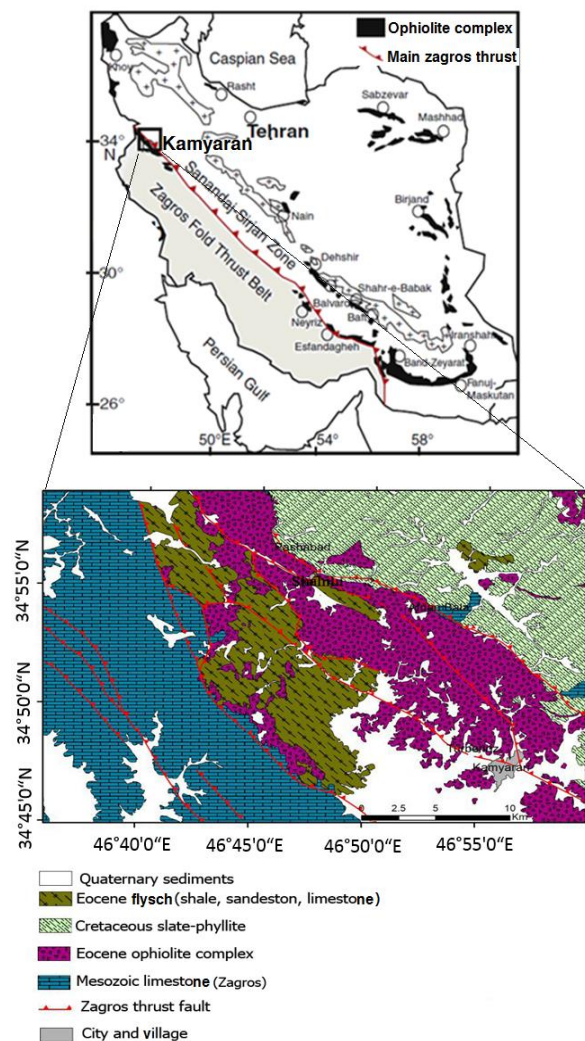 Ophiolite complex
Main zagros thrust
Caspian Sea
Khoy
Rasht
Tehran
Sabzevar
Mashhad
34°
N
Kamyaran
Sanandaj-Sirjan Zone
Zagros Fold Thrust Belt
Nain
Birjand
Dehshir
30°
Shahr-e-Babak
Balvard
Baft
Neyriz
Esfandagheh
Iranshahr
Band-Zeyarat
Fanuj-
Maskutan
Persian Gulf
26°
50°E
54°
58°
34°55'0"N
34°50'0"N
34°45'0"N
Pashabad
Kamyaran
0
2.5
5
10
Km
46°40'0"E
46°45'0"E
46°50'0"E
46°55'0"E
Quaternary sediments
Eocene flysch (shale, sandeston, limestone)
Cretaceous slate-phyllite
Eocene ophiolite complex
Mesozoic limestone (Zagros)
Zagros thrust fault
City and village